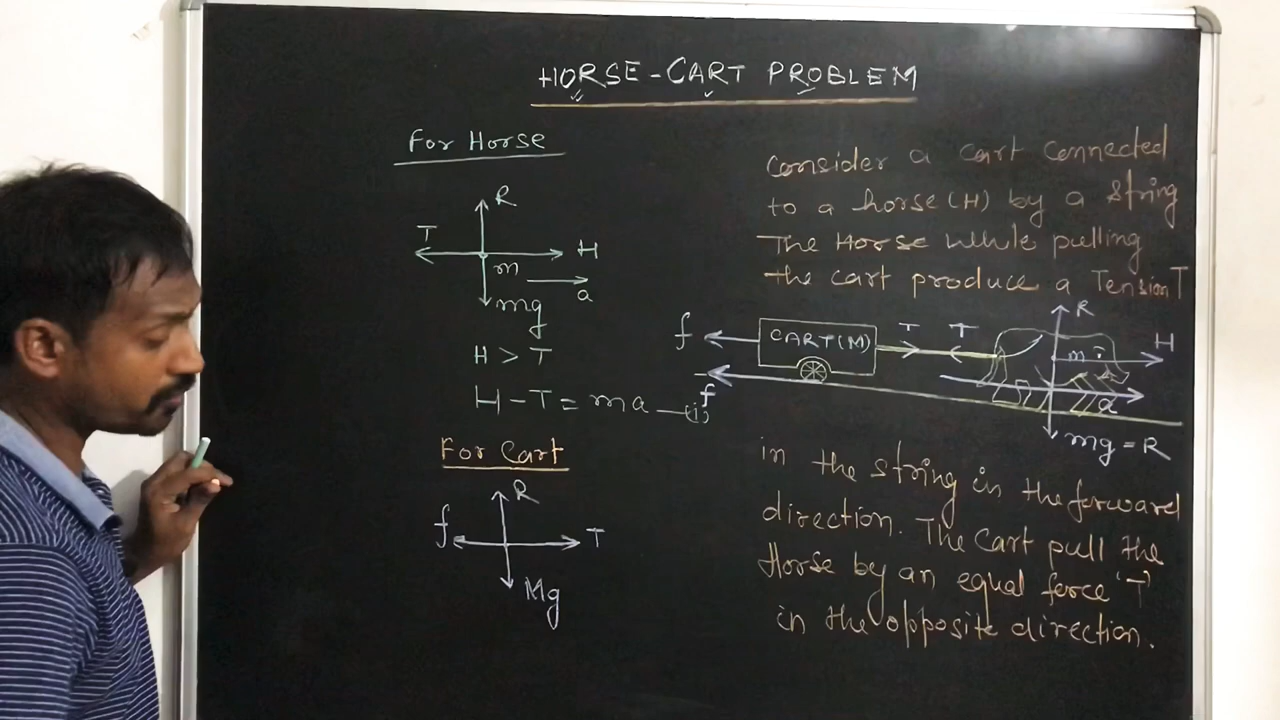 HORSE-CART PROBLEM
For Horse
R
T
H
m
a
mg
H > T
H - T = ma — (i)
For Cart
R
f
T
Mg
Consider a cart connected
to a horse (H) by a string
The Horse while pulling
the cart produce a Tension T
R
f
CART(M)
T
T
m
H
f
a
mg = R
in the string in the forward
direction. The cart pull the
Horse by an equal force 'T'
in the opposite direction.